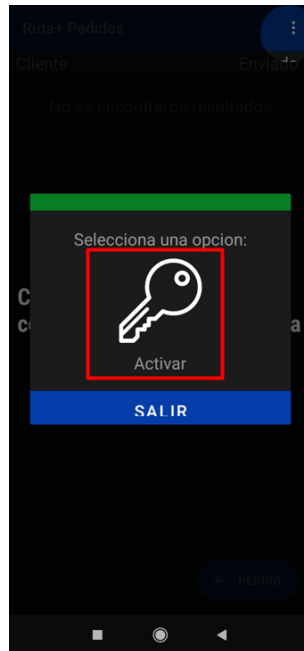 Ruta+ Pedidos
Cliente Enviado
No se encontraron resultados
Selecciona una opcion:
Activar
SALIR
+ PEDIDO